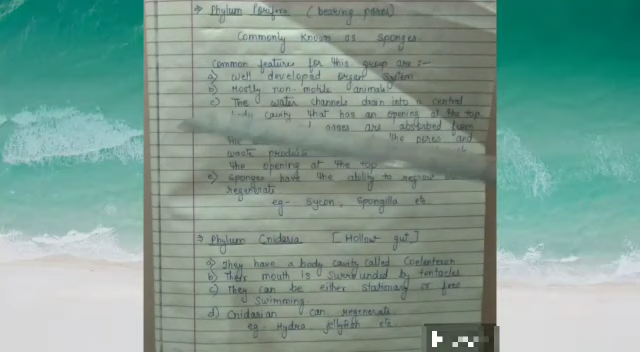 → Phylum Porifera (bearing pores)
Commonly known as sponges.
Common features for this group are :-
a) Well developed organ system
b) Mostly non-motile animals
c) The water channels drain into a central
body cavity that has an opening at the top
are absorbed from
the pores and
waste products
the opening at the top
e) Sponges have the ability to regrow
regenerate
eg- Sycon, Spongilla etc
→ Phylum Cnidaria [Hollow gut]
a) They have a body cavity called Coelenteron
b) Their mouth is surrounded by tentacles
c) They can be either stationary or free
swimming
d) Cnidarian can regenerate
eg- Hydra, jellyfish etc